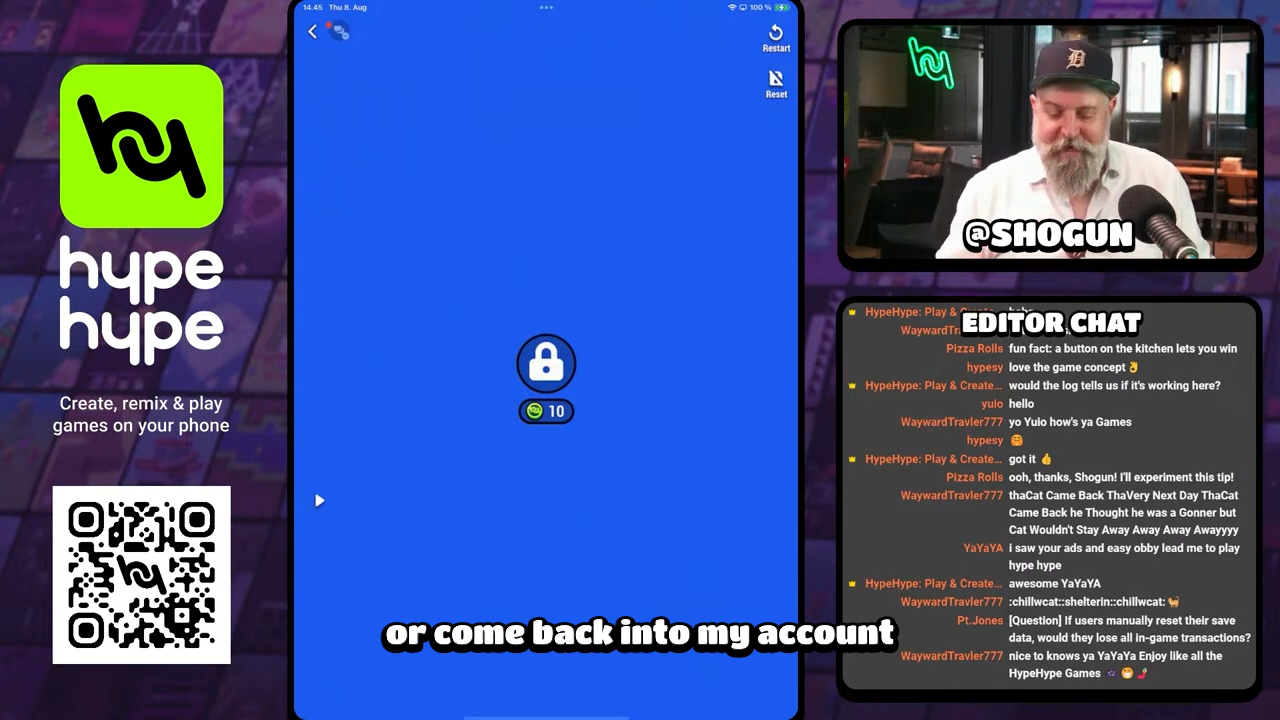 hype
hype
Create, remix & play
games on your phone
14.45 Thu 8. Aug
100 %
Restart
Reset
10
or come back into my account
@SHOGUN
EDITOR CHAT
HypeHype: Play &
WaywardTra
Pizza Rolls fun fact: a button on the kitchen lets you win
hypesy love the game concept👌
HypeHype: Play & Create... would the log tells us if it's working here?
yuio hello
WaywardTravler777 yo Yuio how's ya Games
hypesy 🤗
HypeHype: Play & Create... got it 👍
Pizza Rolls ooh, thanks, Shogun! I'll experiment this tip!
WaywardTravler777 thaCat Came Back ThaVery Next Day ThaCat
Came Back he Thought he was a Gonner but
Cat Wouldn't Stay Away Away Away Awayyyy
YaYaYA i saw your ads and easy obby lead me to play
hype hype
HypeHype: Play & Create... awesome YaYaYA
WaywardTravler777 :chillwcat::shelterin::chillwcat: 🐈
Pt.Jones [Question] If users manually reset their save
data, would they lose all in-game transactions?
WaywardTravler777 nice to knows ya YaYaYa Enjoy like all the
HypeHype Games